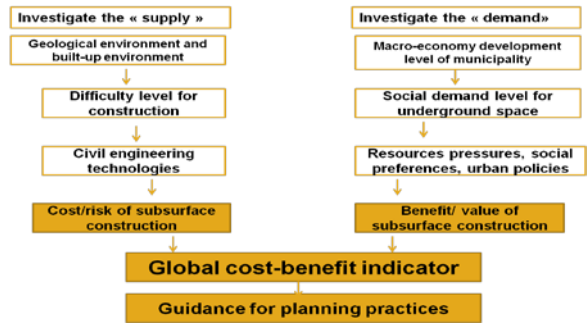 Investigate the « supply »
Geological environment and
built-up environment
Difficulty level for
construction
Civil engineering
technologies
Cost/risk of subsurface
construction
Investigate the « demand»
Macro-economy development
level of municipality
Social demand level for
underground space
Resources pressures, social
preferences, urban policies
Benefit/ value of
subsurface construction
Global cost-benefit indicator
Guidance for planning practices